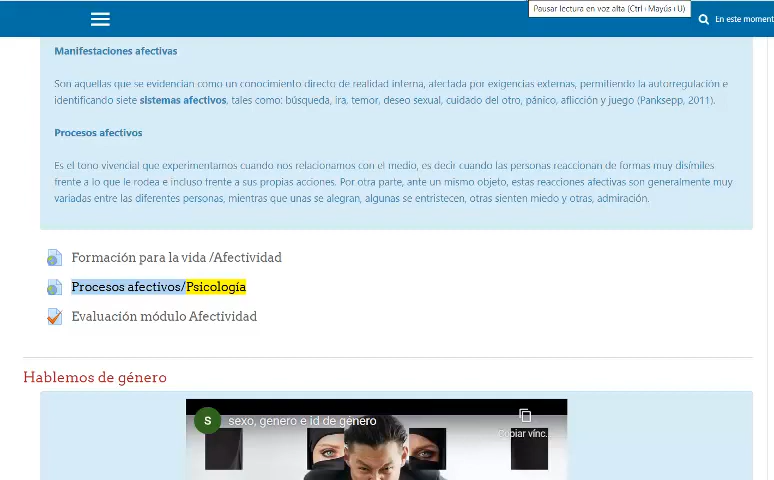 Pausar lectura en voz alta (Ctrl+Mayús+U)
En este moment
Manifestaciones afectivas
Son aquellas que se evidencian como un conocimiento directo de realidad interna, afectada por exigencias externas, permitiendo la autorregulación e
identificando siete sistemas afectivos, tales como: búsqueda, ira, temor, deseo sexual, cuidado del otro, pánico, aflicción y juego (Panksepp, 2011).
Procesos afectivos
Es el tono vivencial que experimentamos cuando nos relacionamos con el medio, es decir cuando las personas reaccionan de formas muy disímiles
frente a lo que le rodea e incluso frente a sus propias acciones. Por otra parte, ante un mismo objeto, estas reacciones afectivas son generalmente muy
variadas entre las diferentes personas, mientras que unas se alegran, algunas se entristecen, otras sienten miedo y otras, admiración.
Formación para la vida /Afectividad
Procesos afectivos/Psicología
Evaluación módulo Afectividad
Hablemos de género
S
sexo, genero e id de género
Copiar vínc...